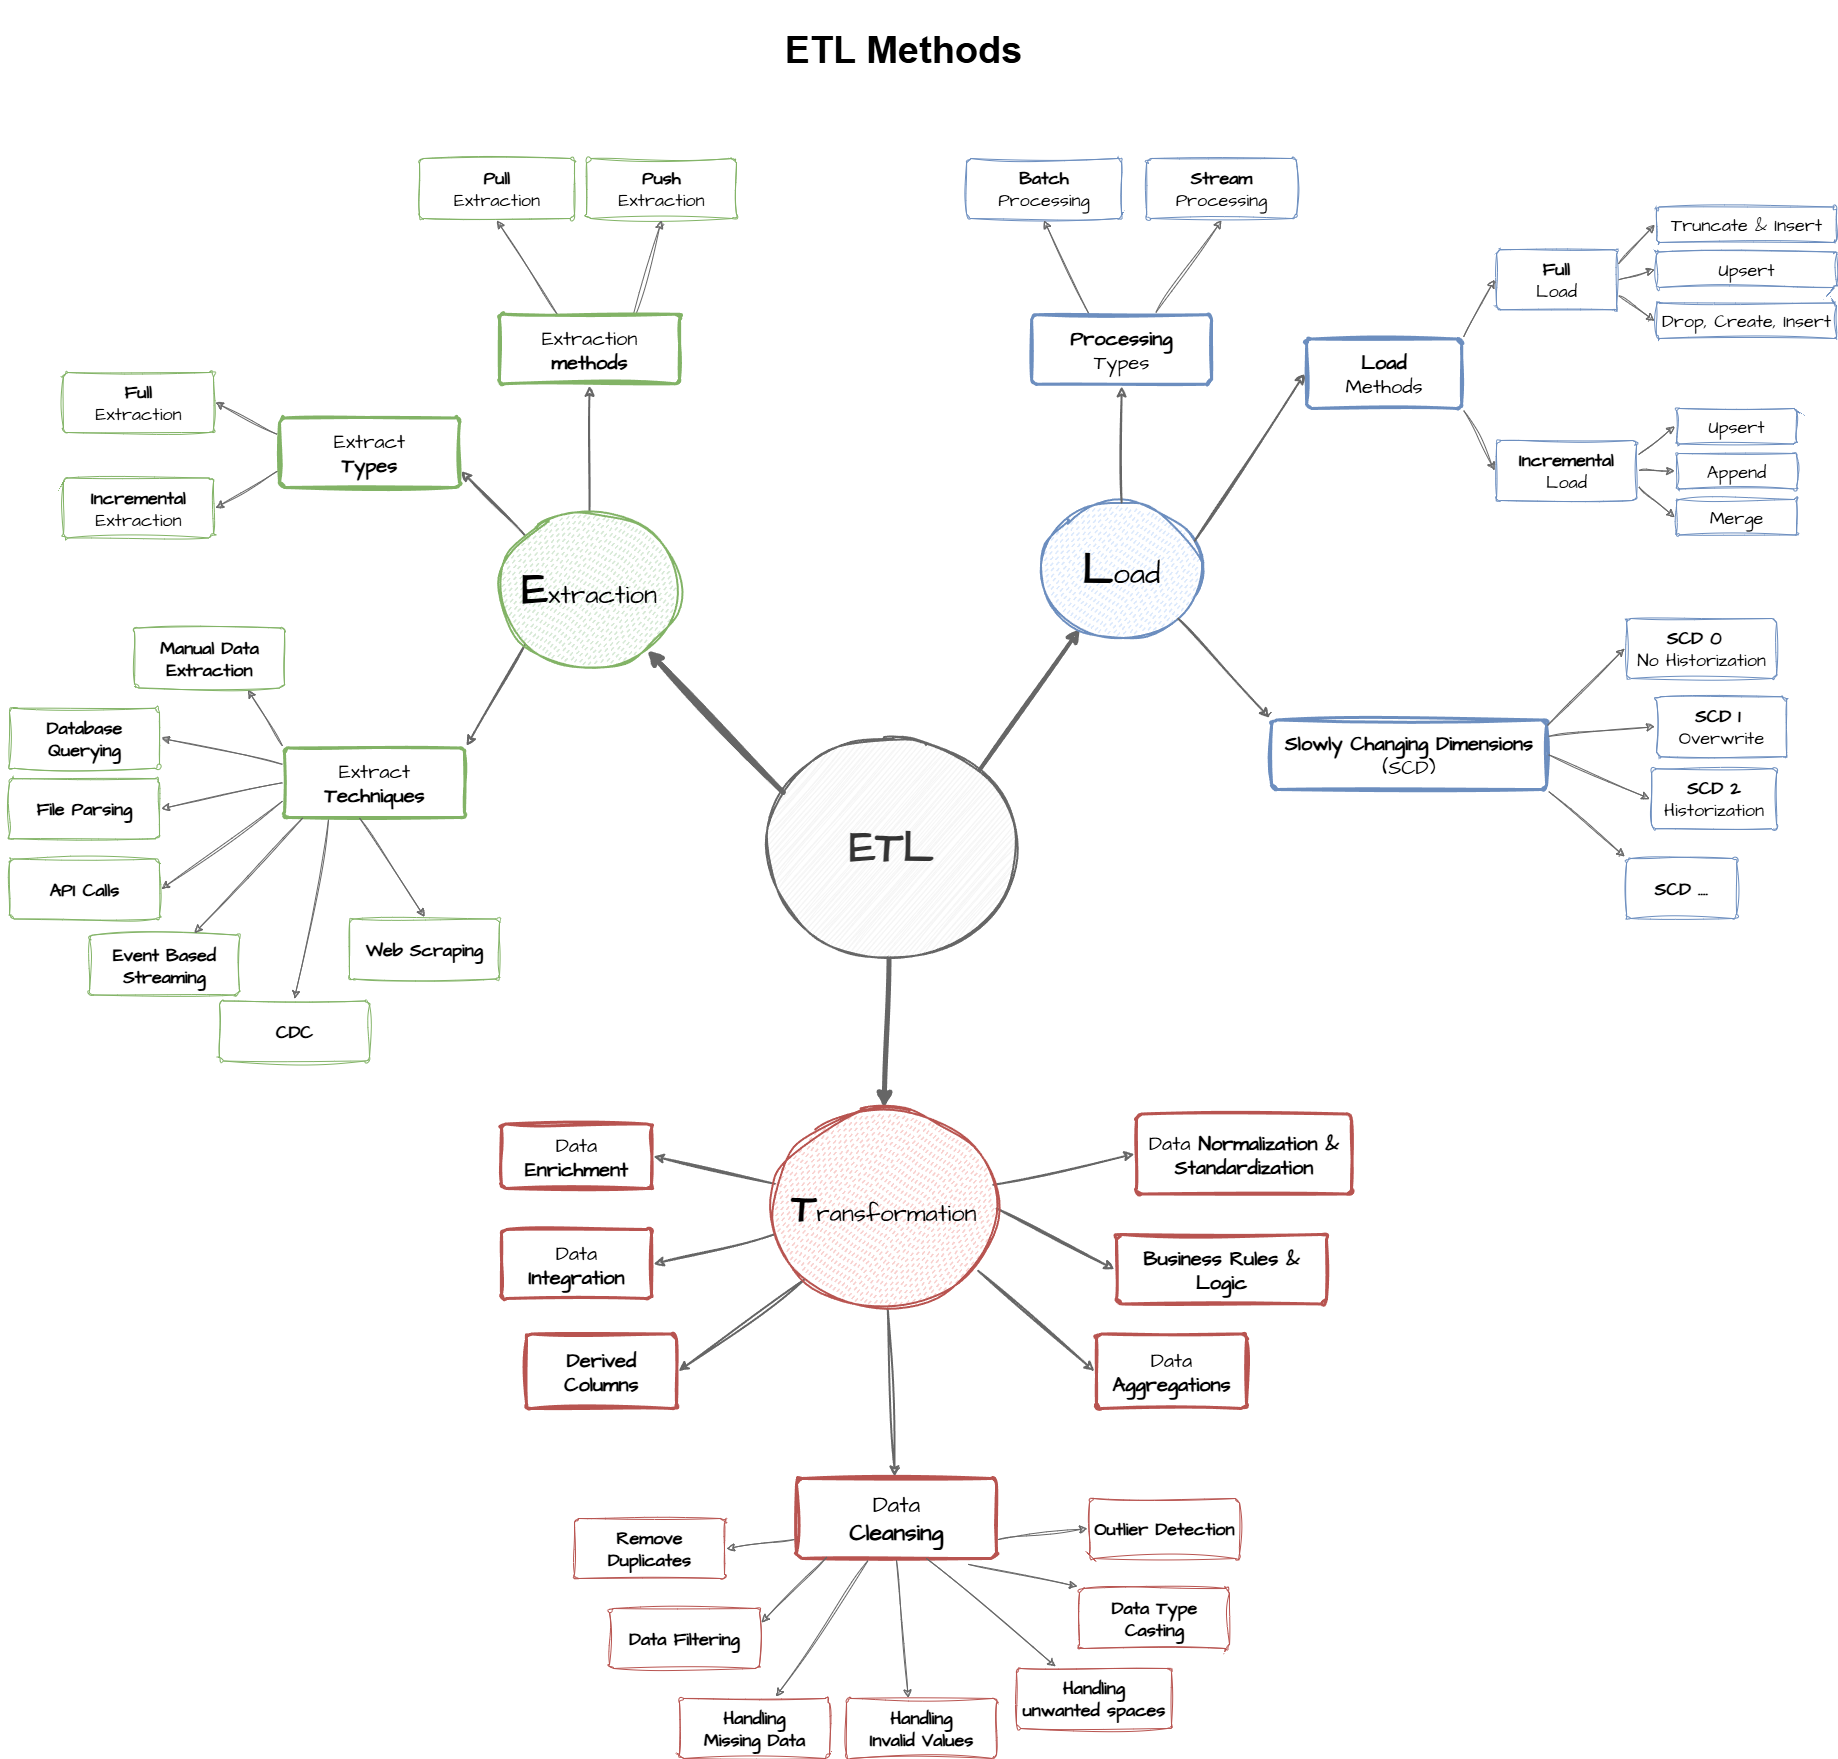 ETL Methods
Pull
Extraction
Push
Extraction
Extraction
methods
Full
Extraction
Extract
Types
Incremental
Extraction
Extraction
Manual Data
Extraction
Database
Querying
Extract
Techniques
File Parsing
API Calls
Event Based
Streaming
Web Scraping
CDC
Batch
Processing
Stream
Processing
Processing
Types
Load
Methods
Full
Load
Truncate & Insert
Upsert
Drop, Create, Insert
Incremental
Load
Upsert
Append
Merge
Load
Slowly Changing Dimensions
(SCD)
SCD 0
No Historization
SCD 1
Overwrite
SCD 2
Historization
SCD ....
ETL
Transformation
Data
Enrichment
Data
Integration
Derived
Columns
Data Normalization &
Standardization
Business Rules &
Logic
Data
Aggregations
Data
Cleansing
Remove
Duplicates
Data Filtering
Handling
Missing Data
Handling
Invalid Values
Handling
unwanted spaces
Data Type
Casting
Outlier Detection